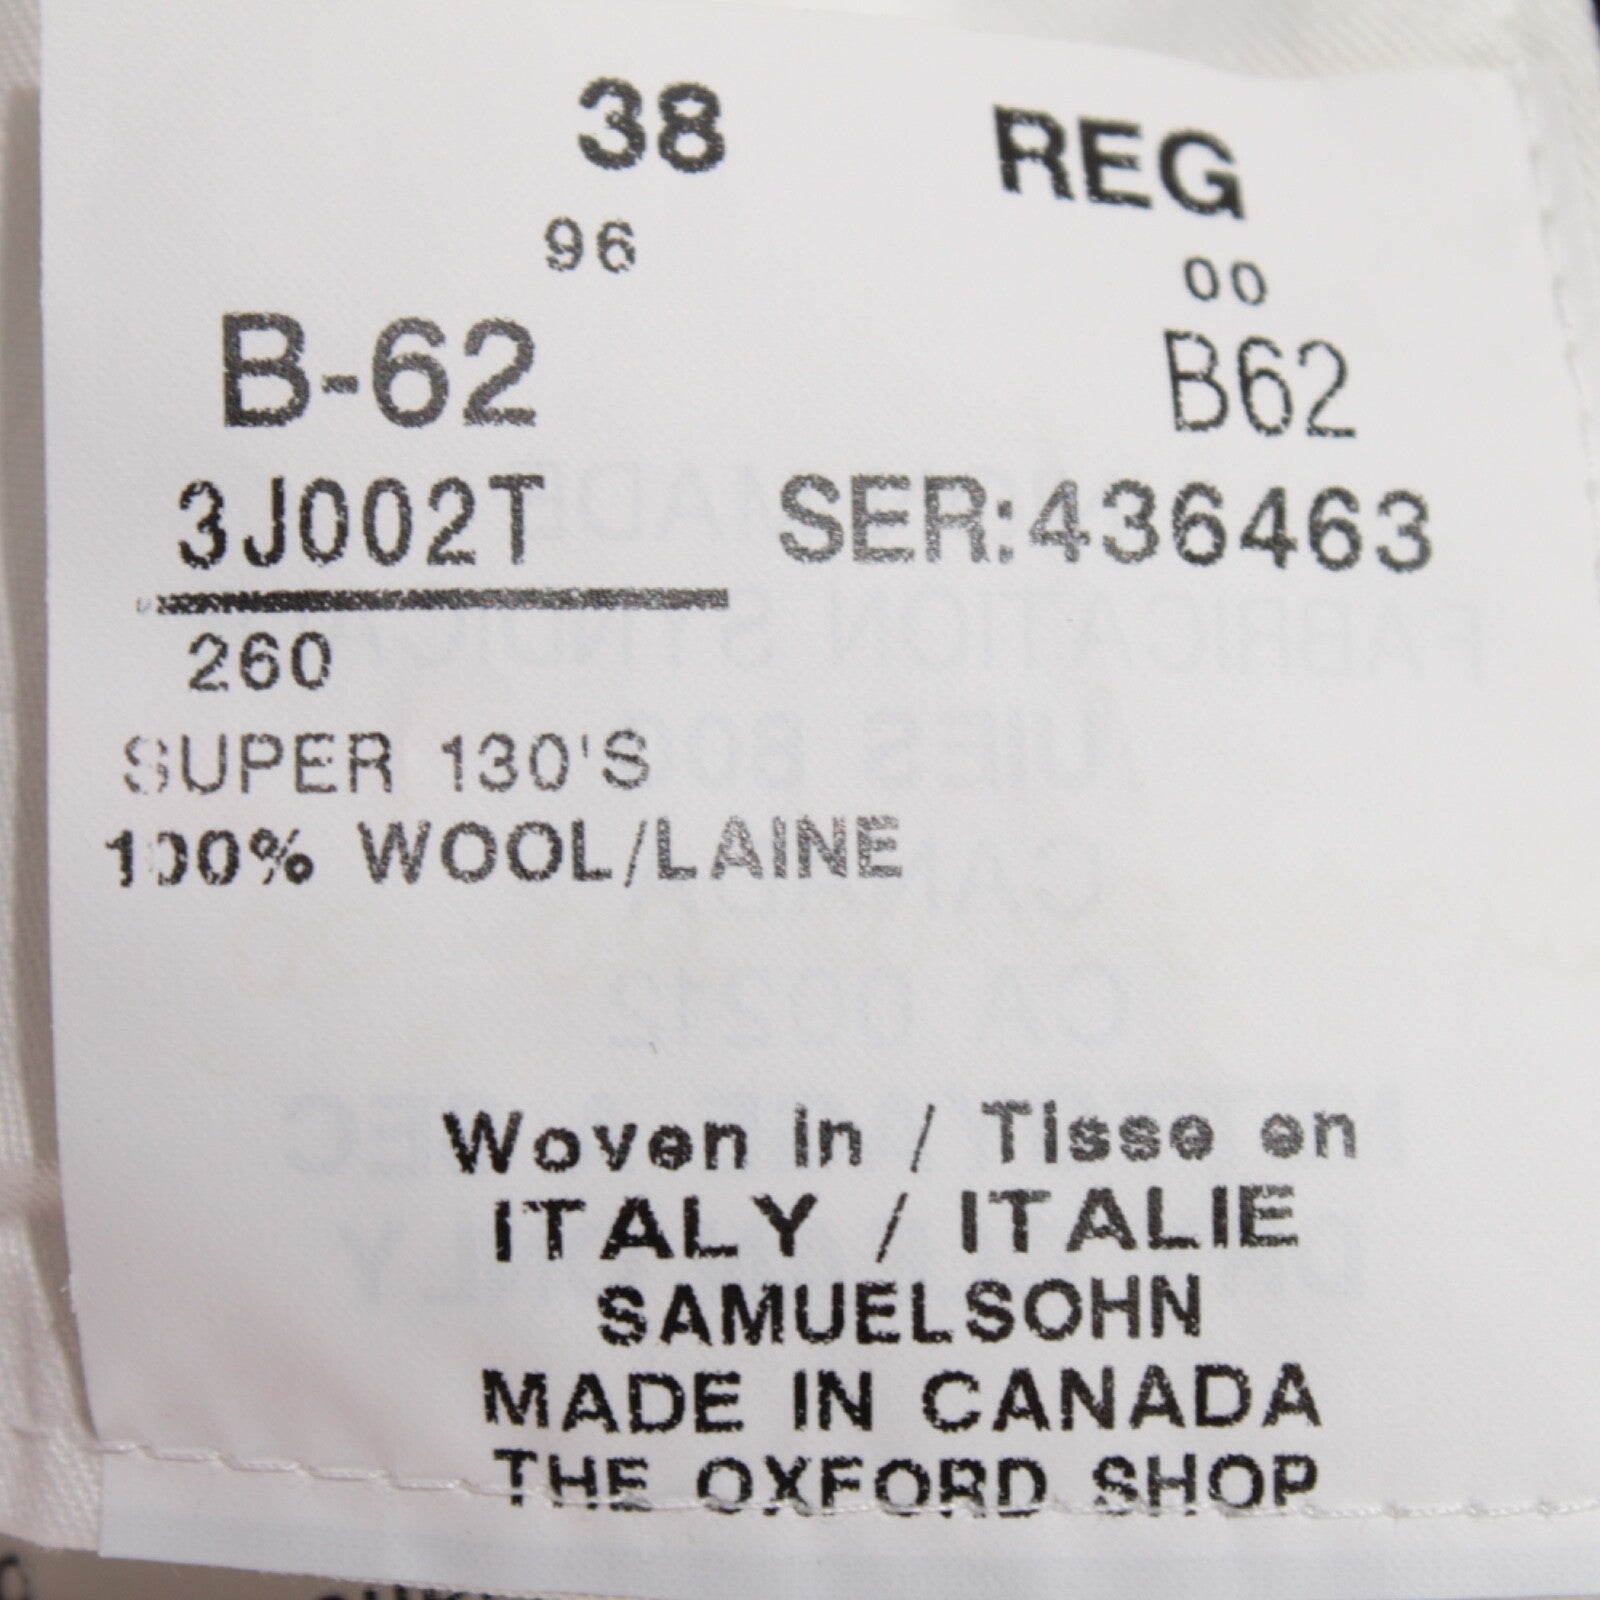 38 REG
96 00
B-62 B62
3J002T SER:436463
260
SUPER 130'S
100% WOOL/LAINE
Woven in / Tisse en
ITALY / ITALIE
SAMUELSOHN
MADE IN CANADA
THE OXFORD SHOP